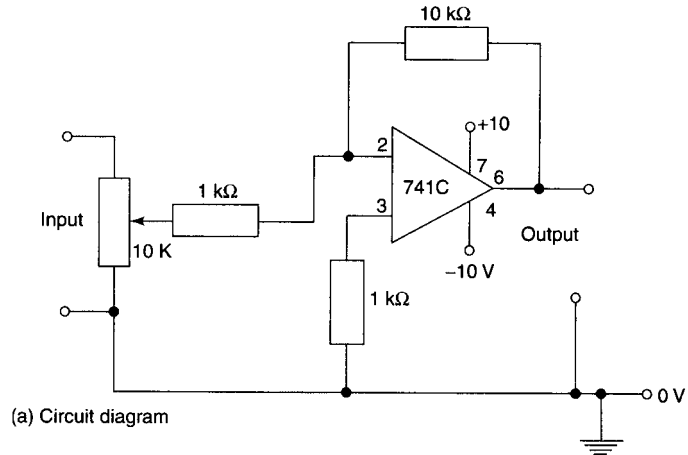 10 kΩ
+10
2
7
741C
6
1 kΩ
3
4
Input
10 K
Output
–10 V
1 kΩ
0 V
(a) Circuit diagram